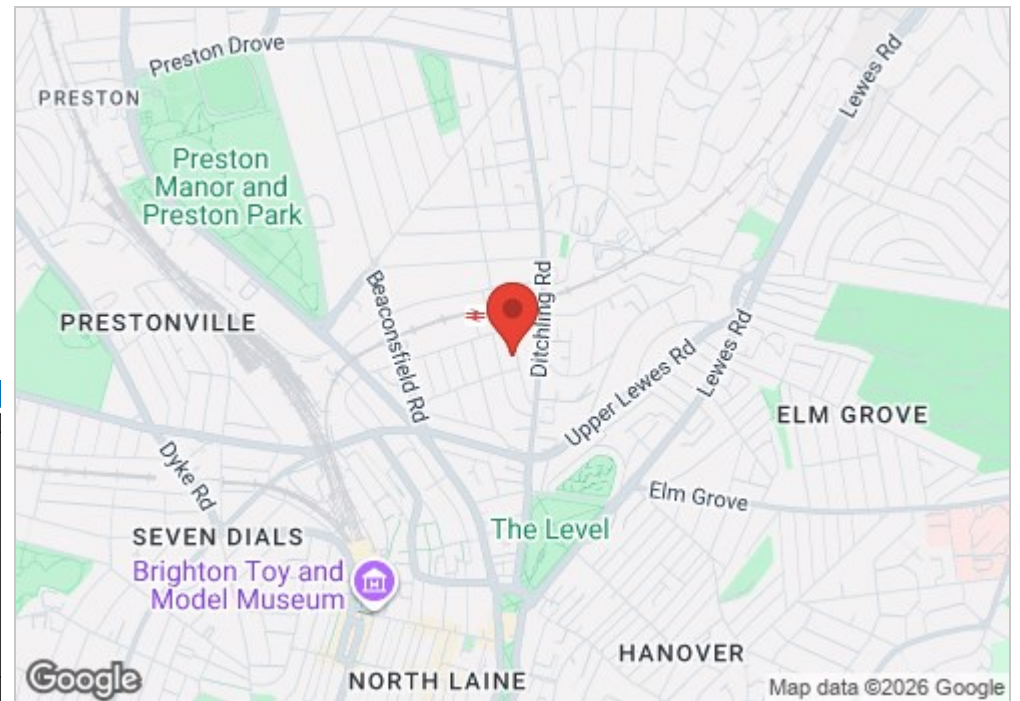 Preston Drove
Lewes Rd
PRESTON
Preston
Manor and
Preston Park
Beaconsfield Rd
Ditchling Rd
PRESTONVILLE
Lewes Rd
Upper Lewes Rd
ELM GROVE
Dyke Rd
Elm Grove
The Level
SEVEN DIALS
Brighton Toy and
Model Museum
HANOVER
NORTH LAINE
Google
Map data ©2026 Google